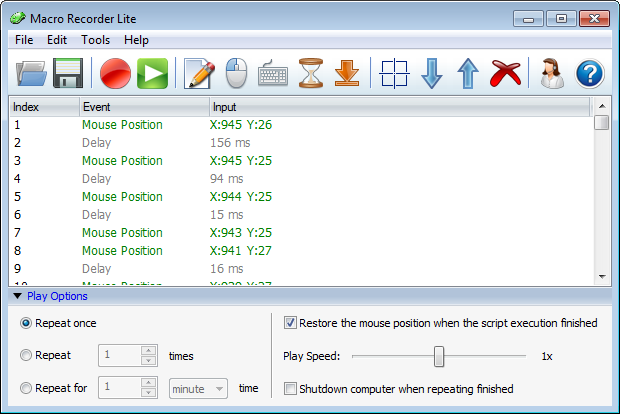 Macro Recorder Lite
File Edit Tools Help
Index Event Input
1 Mouse Position X:945 Y:26
2 Delay 156 ms
3 Mouse Position X:945 Y:25
4 Delay 94 ms
5 Mouse Position X:944 Y:25
6 Delay 15 ms
7 Mouse Position X:943 Y:25
8 Mouse Position X:941 Y:27
9 Delay 16 ms
10 Mouse Position
Play Options
Repeat once
Repeat 1 times
Repeat for 1 minute time
Restore the mouse position when the script execution finished
Play Speed: 1x
Shutdown computer when repeating finished